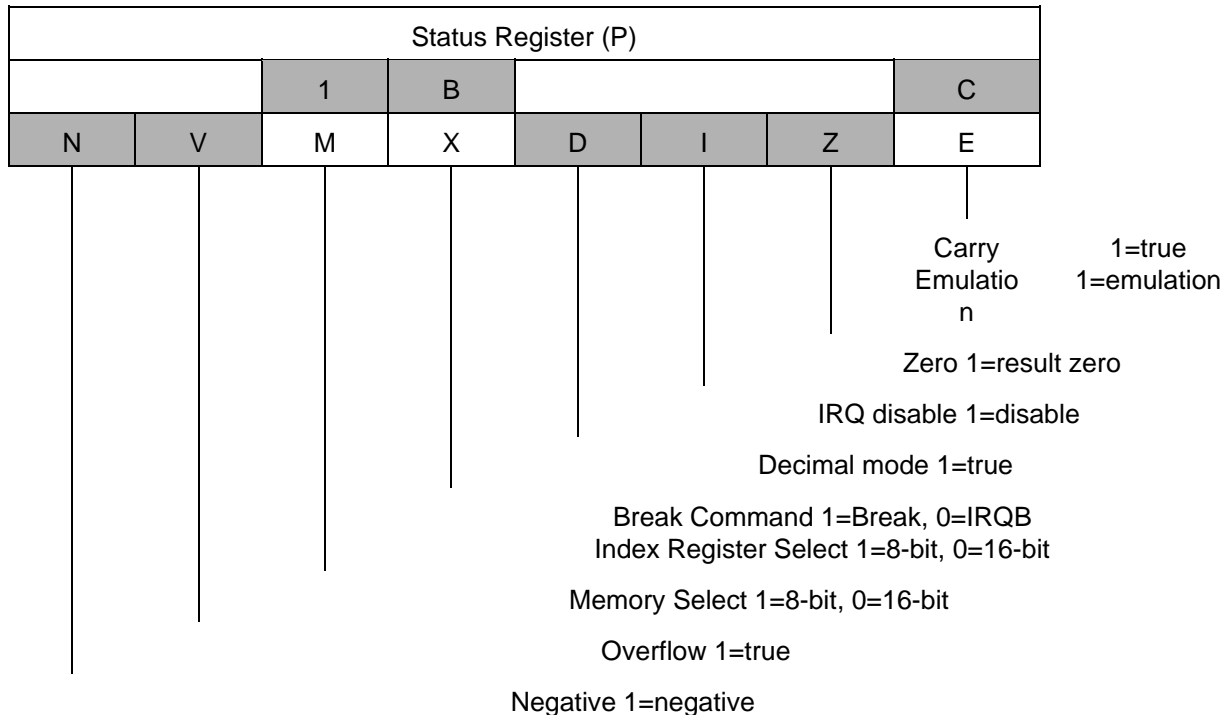 Status Register (P)
1 B C
N V M X D I Z E
Carry 1=true
Emulatio 1=emulation
n
Zero 1=result zero
IRQ disable 1=disable
Decimal mode 1=true
Break Command 1=Break, 0=IRQB
Index Register Select 1=8-bit, 0=16-bit
Memory Select 1=8-bit, 0=16-bit
Overflow 1=true
Negative 1=negative